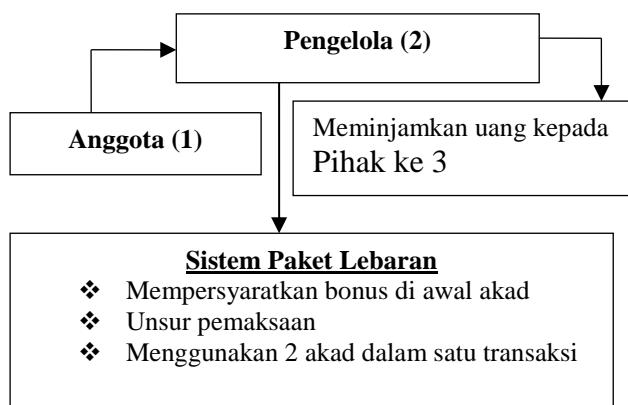 Pengelola (2)
Anggota (1)
Meminjamkan uang kepada
Pihak ke 3
Sistem Paket Lebaran
❖ Mempersyaratkan bonus di awal akad
❖ Unsur pemaksaan
❖ Menggunakan 2 akad dalam satu transaksi